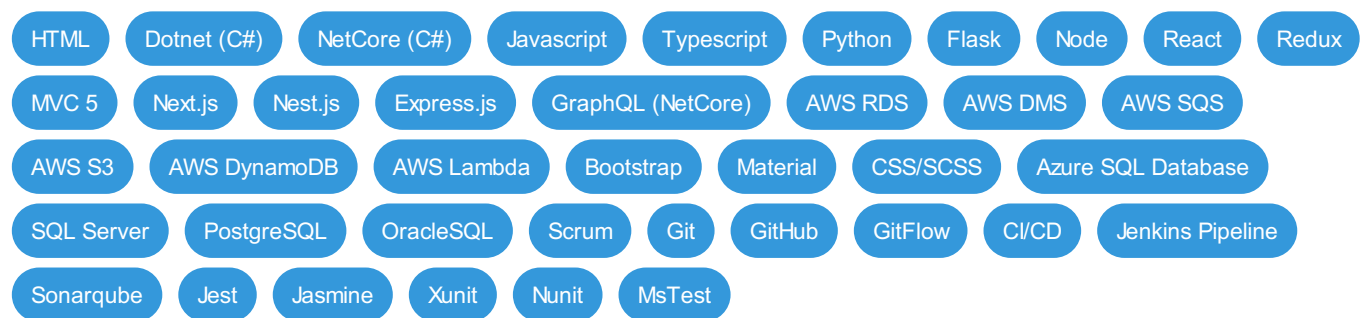 HTML Dotnet (C#) NetCore (C#) Javascript Typescript Python Flask Node React Redux
MVC 5 Next.js Nest.js Express.js GraphQL (NetCore) AWS RDS AWS DMS AWS SQS
AWS S3 AWS DynamoDB AWS Lambda Bootstrap Material CSS/SCSS Azure SQL Database
SQL Server PostgreSQL OracleSQL Scrum Git GitHub GitFlow CI/CD Jenkins Pipeline
Sonarqube Jest Jasmine Xunit Nunit MsTest